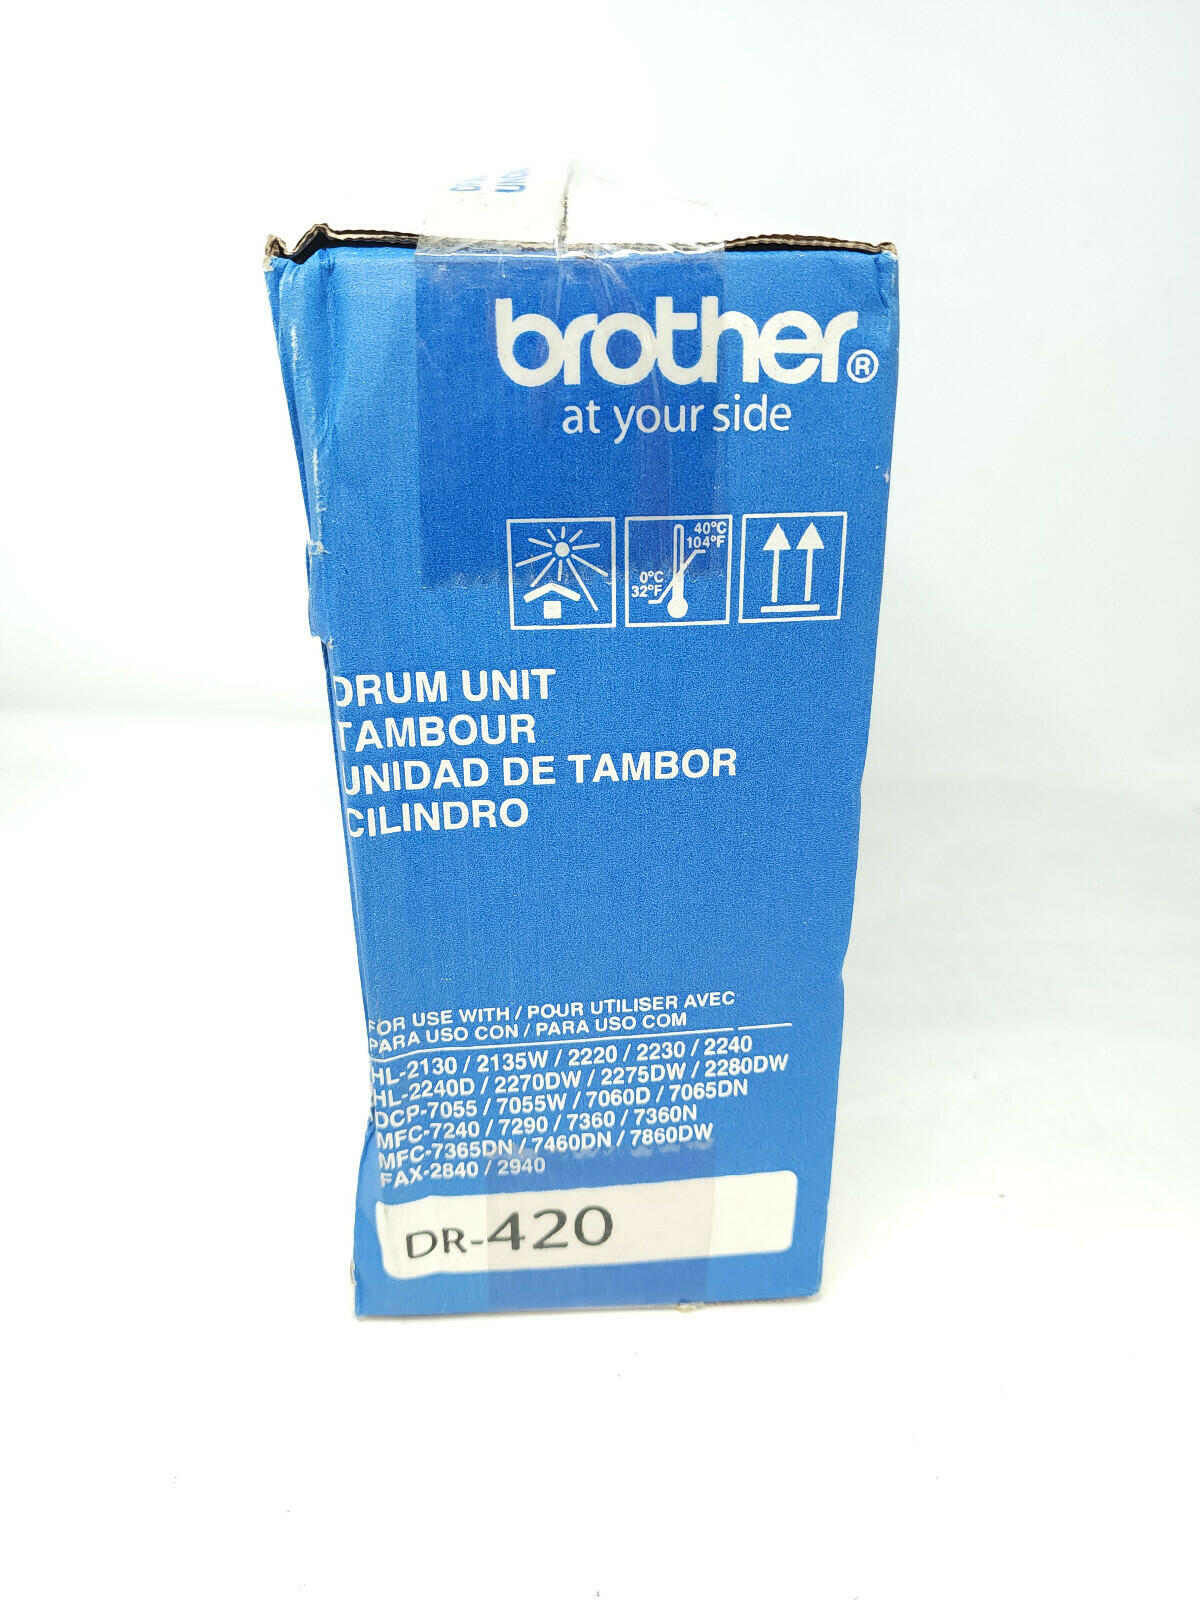 brother®
at your side
40°C
104°F
0°C
32°F
DRUM UNIT
TAMBOUR
UNIDAD DE TAMBOR
CILINDRO
FOR USE WITH / POUR UTILISER AVEC
PARA USO CON / PARA USO COM
HL-2130 / 2135W / 2220 / 2230 / 2240
HL-2240D / 2270DW / 2275DW / 2280DW
DCP-7055 / 7055W / 7060D / 7065DN
MFC-7240 / 7290 / 7360 / 7360N
MFC-7365DN / 7460DN / 7860DW
FAX-2840 / 2940
DR-420